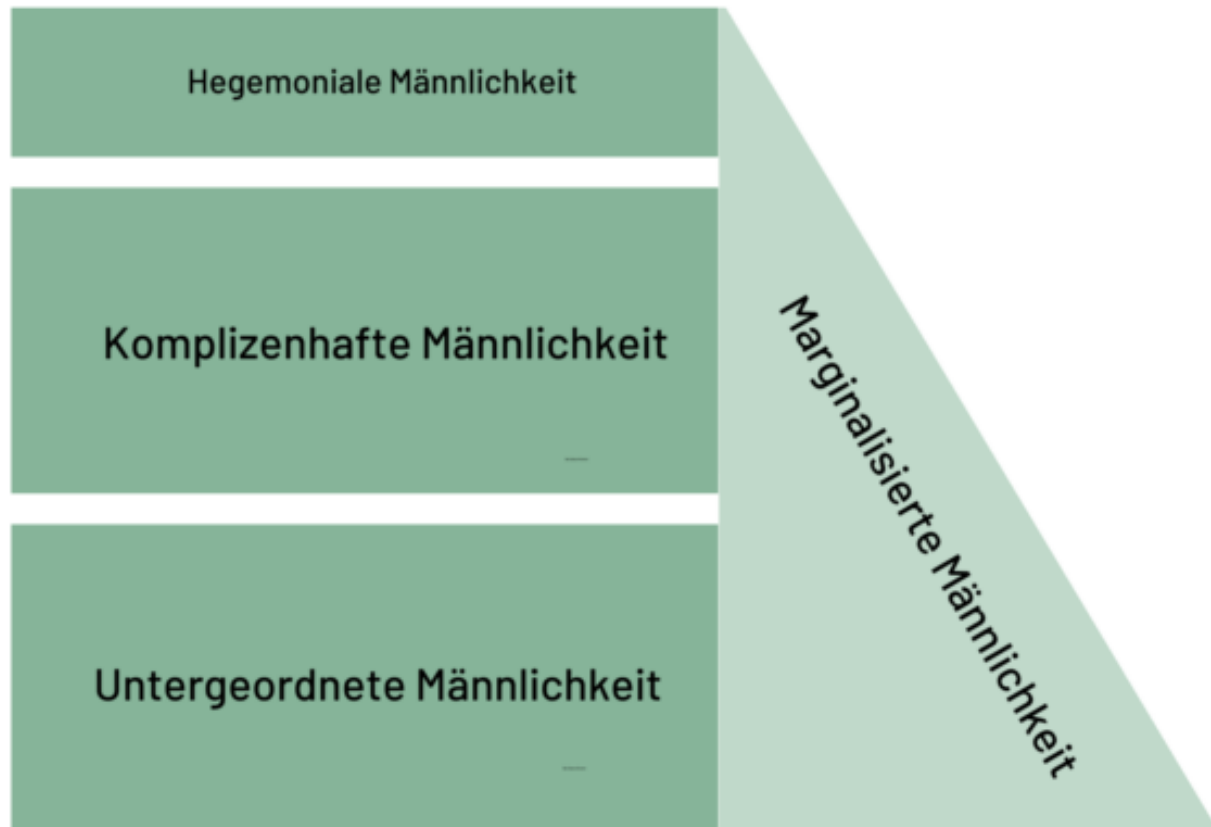 Hegemoniale Männlichkeit
Komplizenhafte Männlichkeit
Untergeordnete Männlichkeit
Marginalisierte Männlichkeit